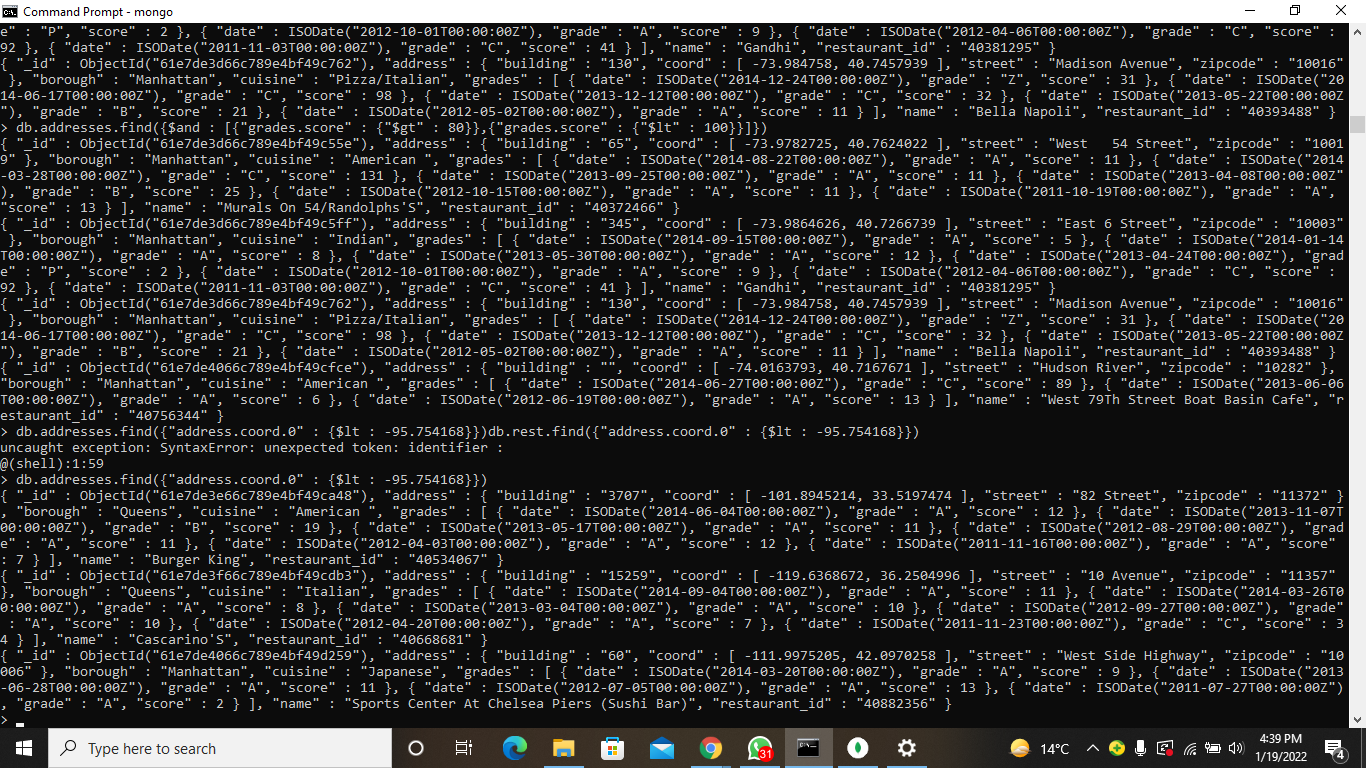 Command Prompt - mongo
e" : "P", "score" : 2 }, { "date" : ISODate("2012-10-01T00:00:00Z"), "grade" : "A", "score" : 9 }, { "date" : ISODate("2012-04-06T00:00:00Z"), "grade" : "C", "score" :
92 }, { "date" : ISODate("2011-11-03T00:00:00Z"), "grade" : "C", "score" : 41 } ], "name" : "Gandhi", "restaurant_id" : "40381295" }
{ "_id" : ObjectId("61e7de3d66c789e4bf49c762"), "address" : { "building" : "130", "coord" : [ -73.984758, 40.7457939 ], "street" : "Madison Avenue", "zipcode" : "10016"
 }, "borough" : "Manhattan", "cuisine" : "Pizza/Italian", "grades" : [ { "date" : ISODate("2014-12-24T00:00:00Z"), "grade" : "Z", "score" : 31 }, { "date" : ISODate("20
14-06-17T00:00:00Z"), "grade" : "C", "score" : 98 }, { "date" : ISODate("2013-12-12T00:00:00Z"), "grade" : "C", "score" : 32 }, { "date" : ISODate("2013-05-22T00:00:00Z
"), "grade" : "B", "score" : 21 }, { "date" : ISODate("2012-05-02T00:00:00Z"), "grade" : "A", "score" : 11 } ], "name" : "Bella Napoli", "restaurant_id" : "40393488" }
> db.addresses.find({$and : [{"grades.score" : {"$gt" : 80}},{"grades.score" : {"$lt" : 100}}]})
{ "_id" : ObjectId("61e7de3d66c789e4bf49c55e"), "address" : { "building" : "65", "coord" : [ -73.9782725, 40.7624022 ], "street" : "West   54 Street", "zipcode" : "1001
9" }, "borough" : "Manhattan", "cuisine" : "American ", "grades" : [ { "date" : ISODate("2014-08-22T00:00:00Z"), "grade" : "A", "score" : 11 }, { "date" : ISODate("2014
-03-28T00:00:00Z"), "grade" : "C", "score" : 131 }, { "date" : ISODate("2013-09-25T00:00:00Z"), "grade" : "A", "score" : 11 }, { "date" : ISODate("2013-04-08T00:00:00Z"
), "grade" : "B", "score" : 25 }, { "date" : ISODate("2012-10-15T00:00:00Z"), "grade" : "A", "score" : 11 }, { "date" : ISODate("2011-10-19T00:00:00Z"), "grade" : "A",
"score" : 13 } ], "name" : "Murals On 54/Randolphs'S", "restaurant_id" : "40372466" }
{ "_id" : ObjectId("61e7de3d66c789e4bf49c5ff"), "address" : { "building" : "345", "coord" : [ -73.9864626, 40.7266739 ], "street" : "East 6 Street", "zipcode" : "10003"
 }, "borough" : "Manhattan", "cuisine" : "Indian", "grades" : [ { "date" : ISODate("2014-09-15T00:00:00Z"), "grade" : "A", "score" : 5 }, { "date" : ISODate("2014-01-14
T00:00:00Z"), "grade" : "A", "score" : 8 }, { "date" : ISODate("2013-05-30T00:00:00Z"), "grade" : "A", "score" : 12 }, { "date" : ISODate("2013-04-24T00:00:00Z"), "grad
e" : "P", "score" : 2 }, { "date" : ISODate("2012-10-01T00:00:00Z"), "grade" : "A", "score" : 9 }, { "date" : ISODate("2012-04-06T00:00:00Z"), "grade" : "C", "score" :
92 }, { "date" : ISODate("2011-11-03T00:00:00Z"), "grade" : "C", "score" : 41 } ], "name" : "Gandhi", "restaurant_id" : "40381295" }
{ "_id" : ObjectId("61e7de3d66c789e4bf49c762"), "address" : { "building" : "130", "coord" : [ -73.984758, 40.7457939 ], "street" : "Madison Avenue", "zipcode" : "10016"
 }, "borough" : "Manhattan", "cuisine" : "Pizza/Italian", "grades" : [ { "date" : ISODate("2014-12-24T00:00:00Z"), "grade" : "Z", "score" : 31 }, { "date" : ISODate("20
14-06-17T00:00:00Z"), "grade" : "C", "score" : 98 }, { "date" : ISODate("2013-12-12T00:00:00Z"), "grade" : "C", "score" : 32 }, { "date" : ISODate("2013-05-22T00:00:00Z
"), "grade" : "B", "score" : 21 }, { "date" : ISODate("2012-05-02T00:00:00Z"), "grade" : "A", "score" : 11 } ], "name" : "Bella Napoli", "restaurant_id" : "40393488" }
{ "_id" : ObjectId("61e7de4066c789e4bf49cfce"), "address" : { "building" : "", "coord" : [ -74.0163793, 40.7167671 ], "street" : "Hudson River", "zipcode" : "10282" },
"borough" : "Manhattan", "cuisine" : "American ", "grades" : [ { "date" : ISODate("2014-06-27T00:00:00Z"), "grade" : "C", "score" : 89 }, { "date" : ISODate("2013-06-06
T00:00:00Z"), "grade" : "A", "score" : 6 }, { "date" : ISODate("2012-06-19T00:00:00Z"), "grade" : "A", "score" : 13 } ], "name" : "West 79Th Street Boat Basin Cafe", "r
estaurant_id" : "40756344" }
> db.addresses.find({"address.coord.0" : {$lt : -95.754168}})db.rest.find({"address.coord.0" : {$lt : -95.754168}})
uncaught exception: SyntaxError: unexpected token: identifier :
@(shell):1:59
> db.addresses.find({"address.coord.0" : {$lt : -95.754168}})
{ "_id" : ObjectId("61e7de3e66c789e4bf49ca48"), "address" : { "building" : "3707", "coord" : [ -101.8945214, 33.5197474 ], "street" : "82 Street", "zipcode" : "11372" }
, "borough" : "Queens", "cuisine" : "American ", "grades" : [ { "date" : ISODate("2014-06-04T00:00:00Z"), "grade" : "A", "score" : 12 }, { "date" : ISODate("2013-11-07T
00:00:00Z"), "grade" : "B", "score" : 19 }, { "date" : ISODate("2013-05-17T00:00:00Z"), "grade" : "A", "score" : 11 }, { "date" : ISODate("2012-08-29T00:00:00Z"), "grad
e" : "A", "score" : 11 }, { "date" : ISODate("2012-04-03T00:00:00Z"), "grade" : "A", "score" : 12 }, { "date" : ISODate("2011-11-16T00:00:00Z"), "grade" : "A", "score"
: 7 } ], "name" : "Burger King", "restaurant_id" : "40534067" }
{ "_id" : ObjectId("61e7de3f66c789e4bf49cdb3"), "address" : { "building" : "15259", "coord" : [ -119.6368672, 36.2504996 ], "street" : "10 Avenue", "zipcode" : "11357"
}, "borough" : "Queens", "cuisine" : "Italian", "grades" : [ { "date" : ISODate("2014-09-04T00:00:00Z"), "grade" : "A", "score" : 11 }, { "date" : ISODate("2014-03-26T0
0:00:00Z"), "grade" : "A", "score" : 8 }, { "date" : ISODate("2013-03-04T00:00:00Z"), "grade" : "A", "score" : 10 }, { "date" : ISODate("2012-09-27T00:00:00Z"), "grade"
 : "A", "score" : 10 }, { "date" : ISODate("2012-04-20T00:00:00Z"), "grade" : "A", "score" : 7 }, { "date" : ISODate("2011-11-23T00:00:00Z"), "grade" : "C", "score" : 3
4 } ], "name" : "Cascarino'S", "restaurant_id" : "40668681" }
{ "_id" : ObjectId("61e7de4066c789e4bf49d259"), "address" : { "building" : "60", "coord" : [ -111.9975205, 42.0970258 ], "street" : "West Side Highway", "zipcode" : "10
006" }, "borough" : "Manhattan", "cuisine" : "Japanese", "grades" : [ { "date" : ISODate("2014-03-20T00:00:00Z"), "grade" : "A", "score" : 9 }, { "date" : ISODate("2013
-06-28T00:00:00Z"), "grade" : "A", "score" : 11 }, { "date" : ISODate("2012-07-05T00:00:00Z"), "grade" : "A", "score" : 13 }, { "date" : ISODate("2011-07-27T00:00:00Z")
, "grade" : "A", "score" : 2 } ], "name" : "Sports Center At Chelsea Piers (Sushi Bar)", "restaurant_id" : "40882356" }
>
Type here to search
31
14°C
4:39 PM
1/19/2022
4